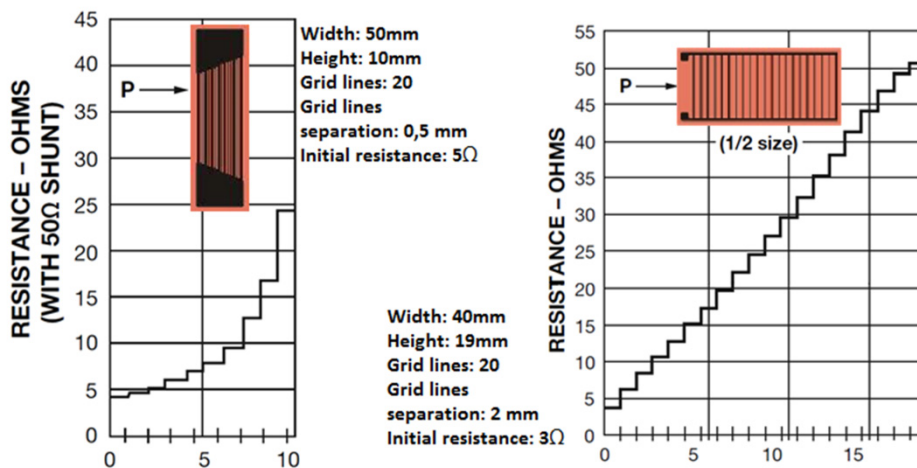 RESISTANCE – OHMS
(WITH 50Ω SHUNT)
45
40
35
30
25
20
15
10
5
0
0
5
10
P
Width: 50mm
Height: 10mm
Grid lines: 20
Grid lines
separation: 0,5 mm
Initial resistance: 5Ω
Width: 40mm
Height: 19mm
Grid lines: 20
Grid lines
separation: 2 mm
Initial resistance: 3Ω
RESISTANCE – OHMS
55
50
45
40
35
30
25
20
15
10
5
0
0
5
10
15
P
(1/2 size)